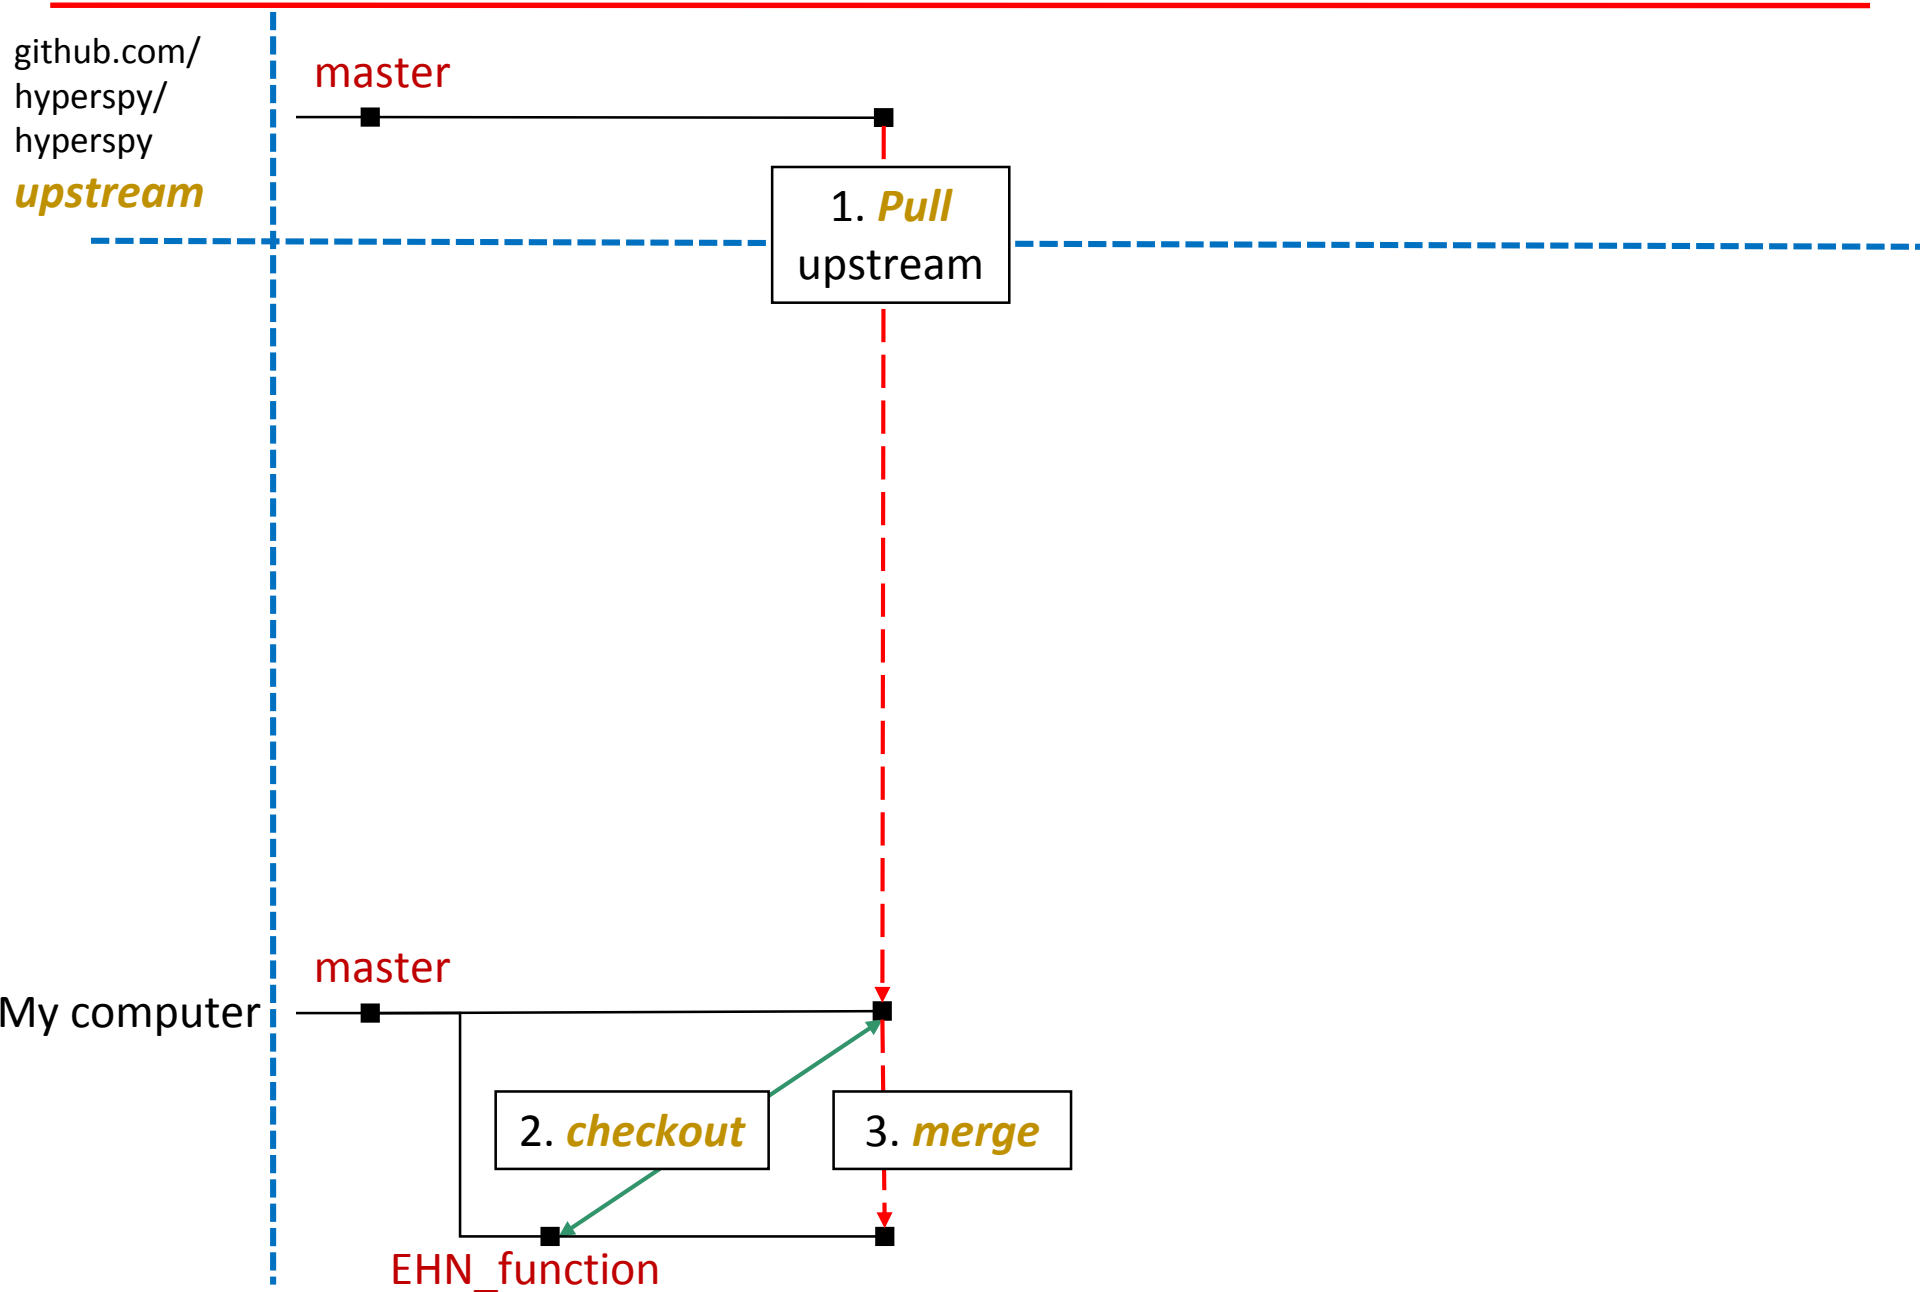 github.com/
hyperspy/
hyperspy
upstream
master
1. Pull
upstream
master
My computer
2. checkout
3. merge
EHN_function